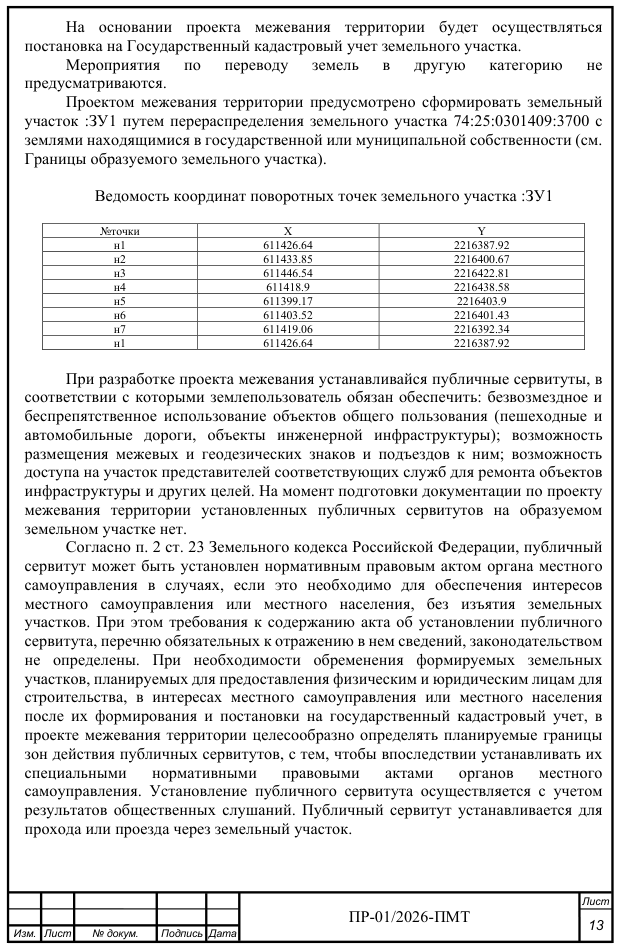 На основании проекта межевания территории будет осуществляться
постановка на Государственный кадастровый учет земельного участка.
Мероприятия по переводу земель в другую категорию не
предусматриваются.
Проектом межевания территории предусмотрено сформировать земельный
участок :ЗУ1 путем перераспределения земельного участка 74:25:0301409:3700 с
землями находящимися в государственной или муниципальной собственности (см.
Границы образуемого земельного участка).
Ведомость координат поворотных точек земельного участка :ЗУ1
№точки X Y
н1 611426.64 2216387.92
н2 611433.85 2216400.67
н3 611446.54 2216422.81
н4 611418.9 2216438.58
н5 611399.17 2216403.9
н6 611403.52 2216401.43
н7 611419.06 2216392.34
н1 611426.64 2216387.92
При разработке проекта межевания устанавливайся публичные сервитуты, в
соответствии с которыми землепользователь обязан обеспечить: безвозмездное и
беспрепятственное использование объектов общего пользования (пешеходные и
автомобильные дороги, объекты инженерной инфраструктуры); возможность
размещения межевых и геодезических знаков и подъездов к ним; возможность
доступа на участок представителей соответствующих служб для ремонта объектов
инфраструктуры и других целей. На момент подготовки документации по проекту
межевания территории установленных публичных сервитутов на образуемом
земельном участке нет.
Согласно п. 2 ст. 23 Земельного кодекса Российской Федерации, публичный
сервитут может быть установлен нормативным правовым актом органа местного
самоуправления в случаях, если это необходимо для обеспечения интересов
местного самоуправления или местного населения, без изъятия земельных
участков. При этом требования к содержанию акта об установлении публичного
сервитута, перечню обязательных к отражению в нем сведений, законодательством
не определены. При необходимости обременения формируемых земельных
участков, планируемых для предоставления физическим и юридическим лицам для
строительства, в интересах местного самоуправления или местного населения
после их формирования и постановки на государственный кадастровый учет, в
проекте межевания территории целесообразно определять планируемые границы
зон действия публичных сервитутов, с тем, чтобы впоследствии устанавливать их
специальными нормативными правовыми актами органов местного
самоуправления. Установление публичного сервитута осуществляется с учетом
результатов общественных слушаний. Публичный сервитут устанавливается для
прохода или проезда через земельный участок.
ПР-01/2026-ПМТ
Лист
13
Изм. Лист № докум. Подпись Дата